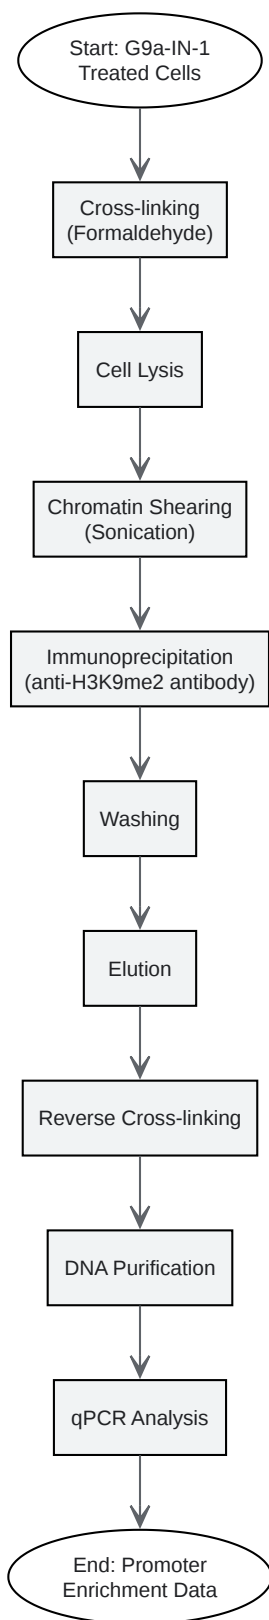 Start: G9a-IN-1
Treated Cells
Cross-linking
(Formaldehyde)
Cell Lysis
Chromatin Shearing
(Sonication)
Immunoprecipitation
(anti-H3K9me2 antibody)
Washing
Elution
Reverse Cross-linking
DNA Purification
qPCR Analysis
End: Promoter
Enrichment Data